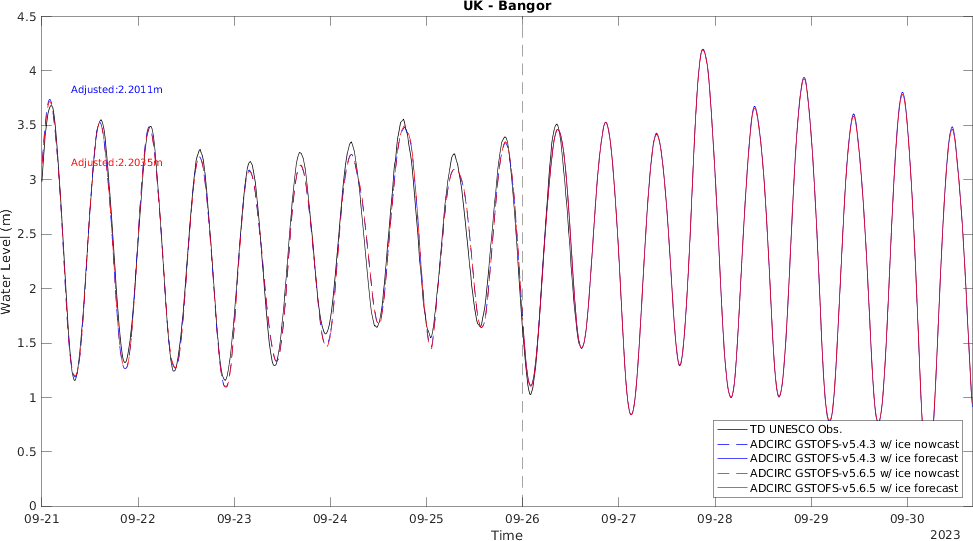 UK - Bangor
4.5
4
3.5
3
2.5
2
1.5
1
0.5
0
Water Level (m)
Adjusted:2.2011m
Adjusted:2.2035m
TD UNESCO Obs.
ADCIRC GSTOFS-v5.4.3 w/ ice nowcast
ADCIRC GSTOFS-v5.4.3 w/ ice forecast
ADCIRC GSTOFS-v5.6.5 w/ ice nowcast
ADCIRC GSTOFS-v5.6.5 w/ ice forecast
09-21 09-22 09-23 09-24 09-25 09-26 09-27 09-28 09-29 09-30
Time
2023